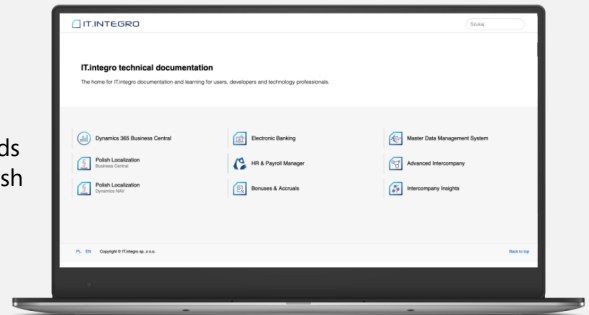 IT.INTEGRO
Szukaj
IT.integro technical documentation
The home for IT.integro documentation and learning for users, developers and technology professionals.
Dynamics 365 Business Central
Electronic Banking
Master Data Management System
Polish Localization
Business Central
HR & Payroll Manager
Advanced Intercompany
Polish Localization
Dynamics NAV
Bonuses & Accruals
Intercompany Insights
PL EN Copyright © IT.integro sp. z o.o.
Back to top